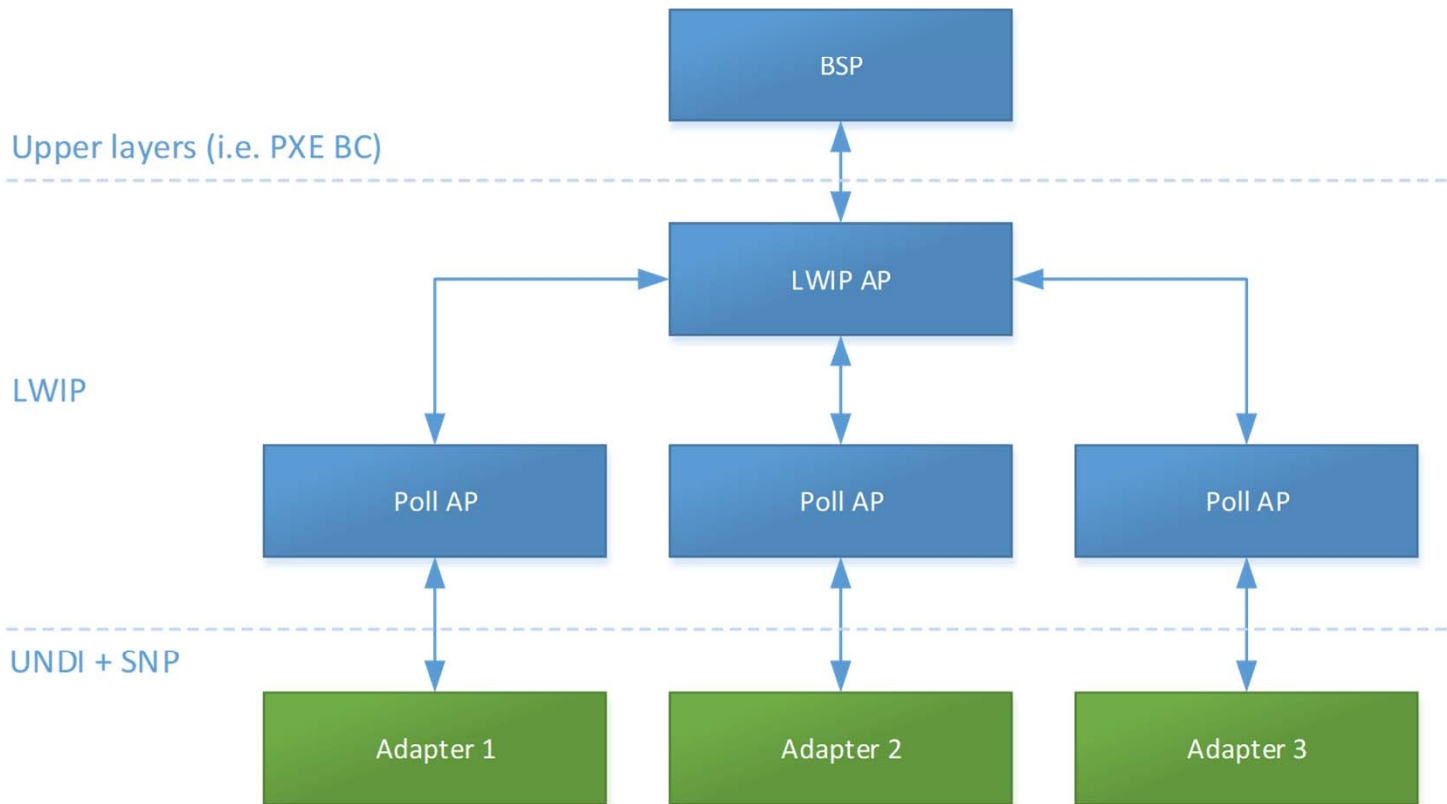 BSP
Upper layers (i.e. PXE BC)
LWIP AP
LWIP
Poll AP
Poll AP
Poll AP
UNDI + SNP
Adapter 1
Adapter 2
Adapter 3